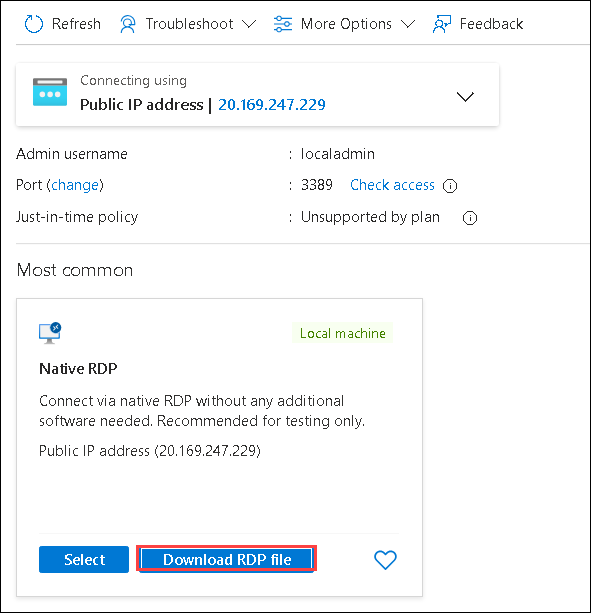 Refresh Troubleshoot More Options Feedback
Connecting using
Public IP address | 20.169.247.229
Admin username : localadmin
Port (change) : 3389 Check access
Just-in-time policy : Unsupported by plan
Most common
Local machine
Native RDP
Connect via native RDP without any additional
software needed. Recommended for testing only.
Public IP address (20.169.247.229)
Select Download RDP file